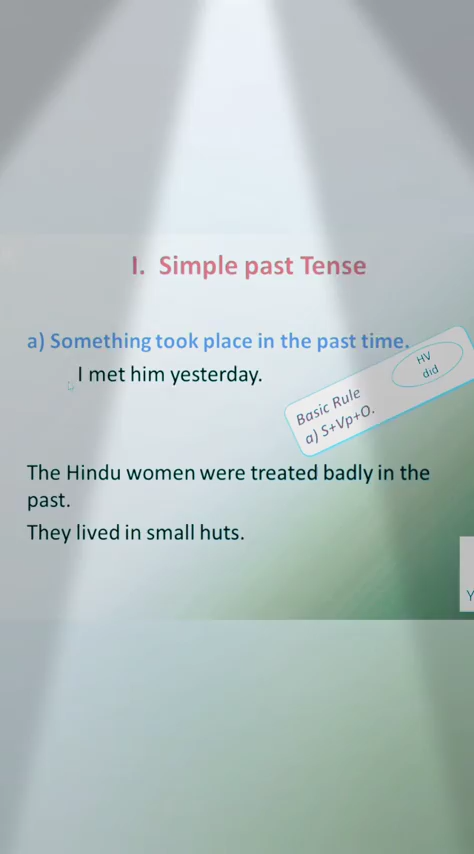 I. Simple past Tense
a) Something took place in the past time.
I met him yesterday.
HV
did
Basic Rule
a) S+Vp+O.
The Hindu women were treated badly in the
past.
They lived in small huts.
Y